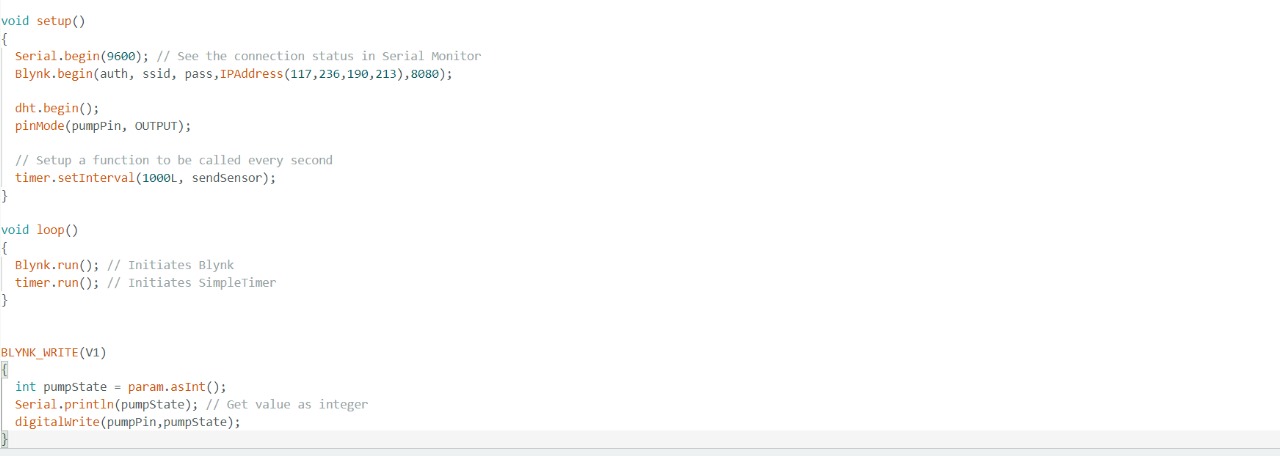 void setup()
{
Serial.begin(9600); // See the connection status in Serial Monitor
Blynk.begin(auth, ssid, pass,IPAddress(117,236,190,213),8080);
dht.begin();
pinMode(pumpPin, OUTPUT);
// Setup a function to be called every second
timer.setInterval(1000L, sendSensor);
}
void loop()
{
Blynk.run(); // Initiates Blynk
timer.run(); // Initiates SimpleTimer
}
BLYNK_WRITE(V1)
{
int pumpState = param.asInt();
Serial.println(pumpState); // Get value as integer
digitalWrite(pumpPin,pumpState);
}